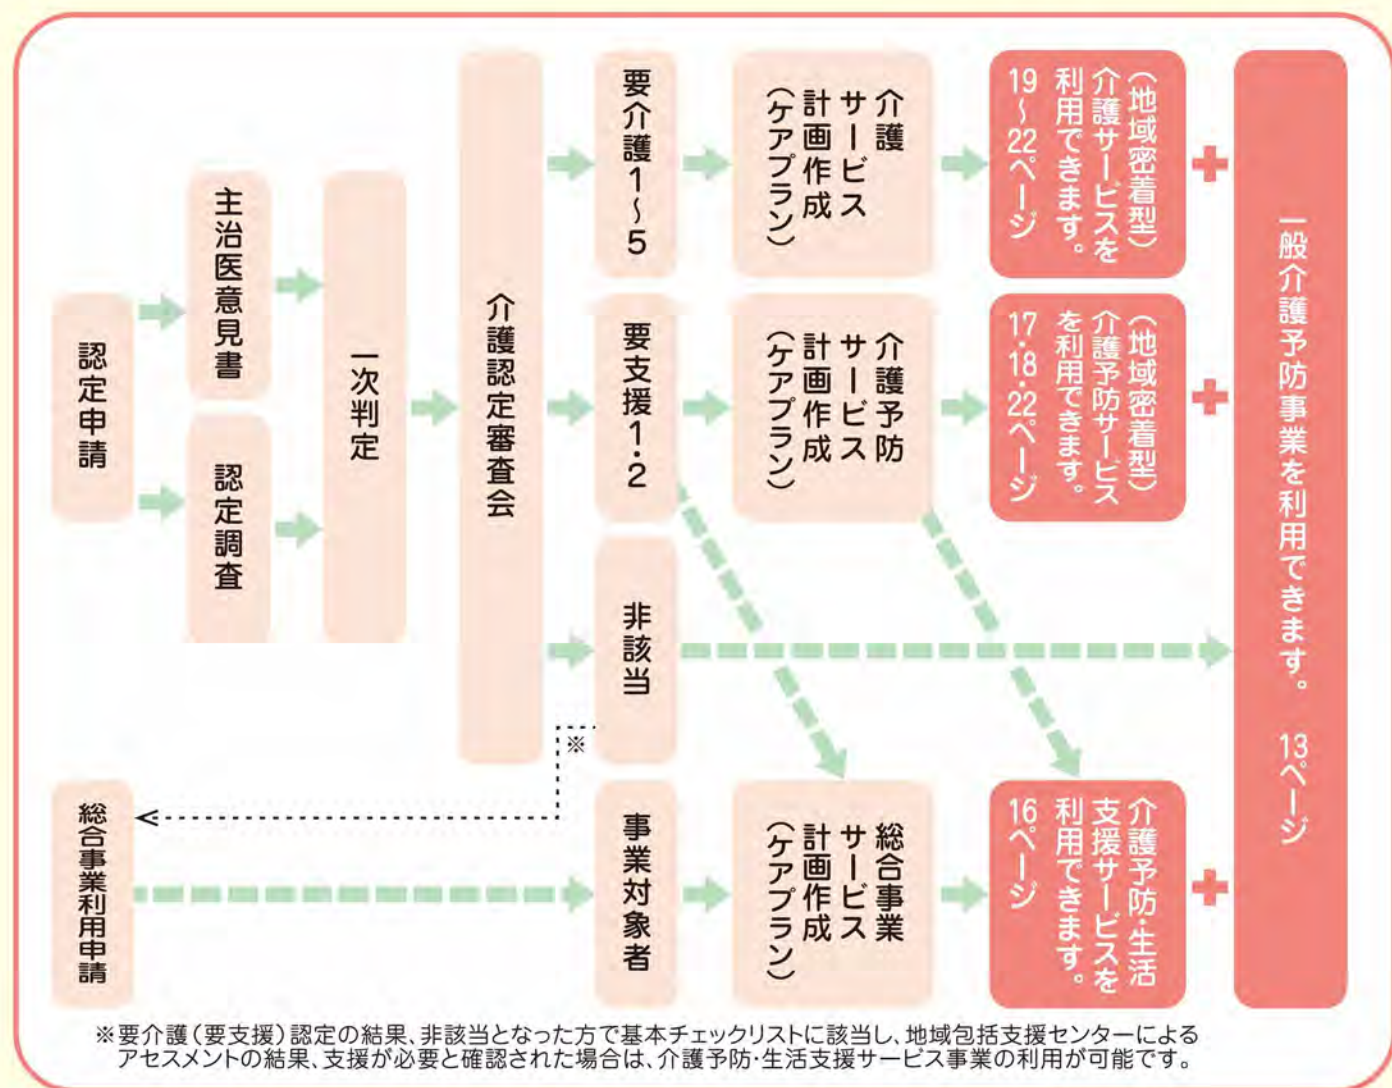 認定申請
主治医意見書
認定調査
一次判定
介護認定審査会
要介護1～5
介護
サービス
計画作成
(ケアプラン)
(地域密着型)
介護サービスを
利用できます。
19～22ページ
要支援1・2
介護予防
サービス
計画作成
(ケアプラン)
(地域密着型)
介護予防サービス
を利用できます。
17・18・22ページ
非該当
※
総合事業利用申請
事業対象者
総合事業
サービス
計画作成
(ケアプラン)
介護予防・生活
支援サービスを
利用できます。
16ページ
一般介護予防事業を利用できます。 13ページ
※要介護(要支援)認定の結果、非該当となった方で基本チェックリストに該当し、地域包括支援センターによる
アセスメントの結果、支援が必要と確認された場合は、介護予防・生活支援サービス事業の利用が可能です。